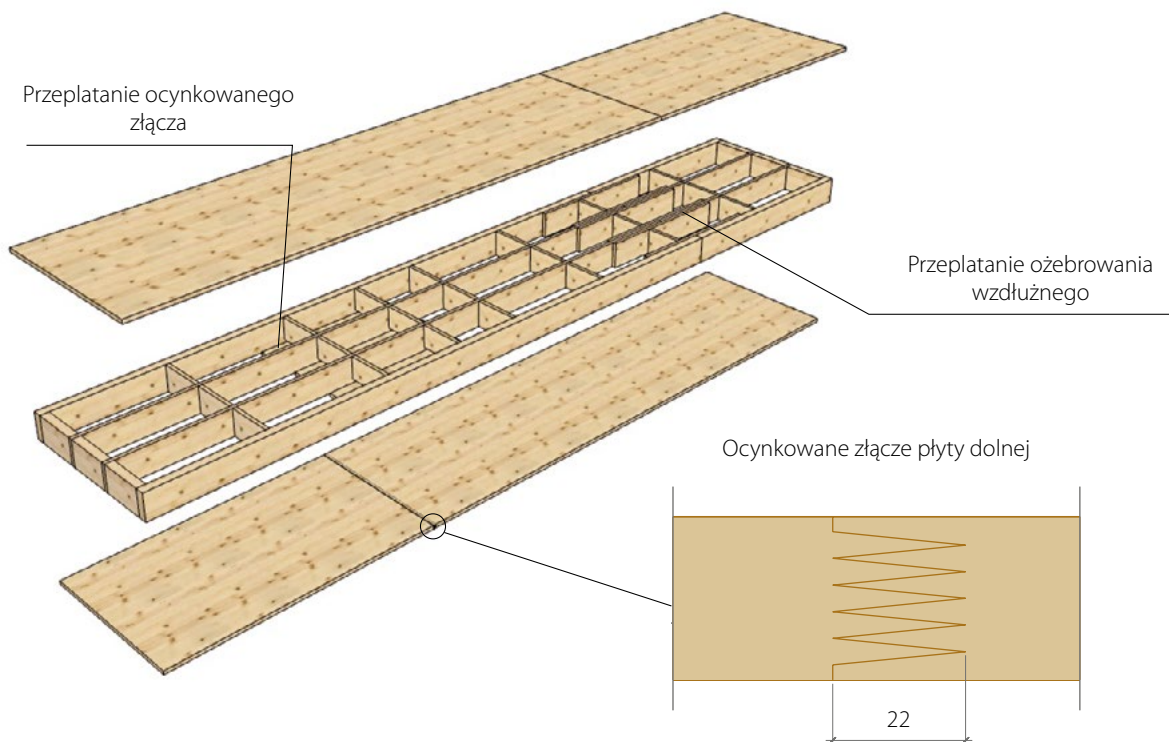 Przeplatanie ocynkowanego
złącza
Przeplatanie ożebrowania
wzdłużnego
Ocynkowane złącze płyty dolnej
22